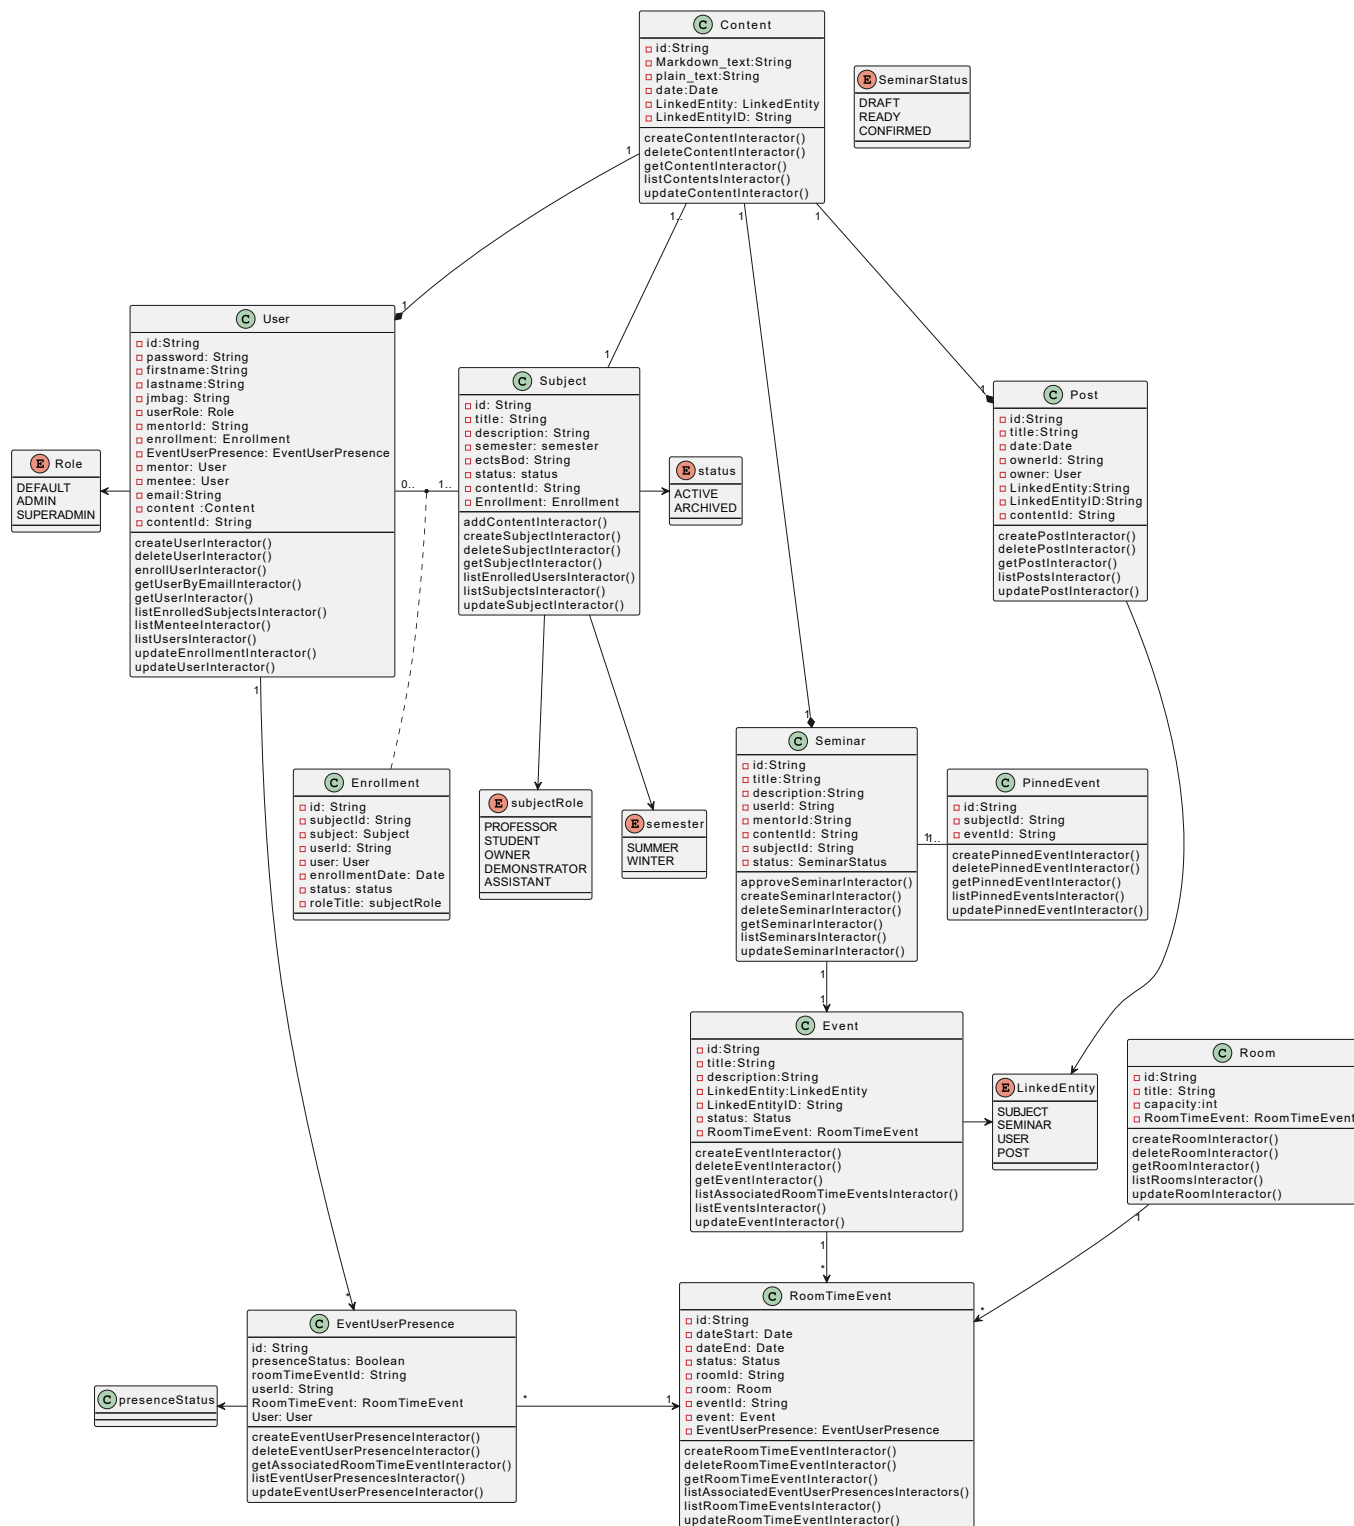 C Content
id:String
Markdown_text:String
plain_text:String
date:Date
LinkedEntity: LinkedEntity
LinkedEntityID: String
createContentInteractor()
deleteContentInteractor()
getContentInteractor()
listContentsInteractor()
updateContentInteractor()
E SeminarStatus
DRAFT
READY
CONFIRMED
1
1..
1
1
1
1
1
C User
id:String
password: String
firstname:String
lastname:String
jmbag: String
userRole: Role
mentorId: String
enrollment: Enrollment
EventUserPresence: EventUserPresence
mentor: User
mentee: User
email:String
content :Content
contentId: String
createUserInteractor()
deleteUserInteractor()
enrollUserInteractor()
getUserByEmailInteractor()
getUserInteractor()
listEnrolledSubjectsInteractor()
listMenteeInteractor()
listUsersInteractor()
updateEnrollmentInteractor()
updateUserInteractor()
C Subject
id: String
title: String
description: String
semester: semester
ectsBod: String
status: status
contentId: String
Enrollment: Enrollment
addContentInteractor()
createSubjectInteractor()
deleteSubjectInteractor()
getSubjectInteractor()
listEnrolledUsersInteractor()
listSubjectsInteractor()
updateSubjectInteractor()
C Post
id:String
title:String
date:Date
ownerId: String
owner: User
LinkedEntity:String
LinkedEntityID:String
contentId: String
createPostInteractor()
deletePostInteractor()
getPostInteractor()
listPostsInteractor()
updatePostInteractor()
E Role
DEFAULT
ADMIN
SUPERADMIN
0..
1..
E status
ACTIVE
ARCHIVED
1
1
C Enrollment
id: String
subjectId: String
subject: Subject
userId: String
user: User
enrollmentDate: Date
status: status
roleTitle: subjectRole
E subjectRole
PROFESSOR
STUDENT
OWNER
DEMONSTRATOR
ASSISTANT
E semester
SUMMER
WINTER
C Seminar
id:String
title:String
description:String
userId: String
mentorId:String
contentId: String
subjectId: String
status: SeminarStatus
approveSeminarInteractor()
createSeminarInteractor()
deleteSeminarInteractor()
getSeminarInteractor()
listSeminarsInteractor()
updateSeminarInteractor()
1
1..
C PinnedEvent
id:String
subjectId: String
eventId: String
createPinnedEventInteractor()
deletePinnedEventInteractor()
getPinnedEventInteractor()
listPinnedEventsInteractor()
updatePinnedEventInteractor()
1
1
C Event
id:String
title:String
description:String
LinkedEntity:LinkedEntity
LinkedEntityID: String
status: Status
RoomTimeEvent: RoomTimeEvent
createEventInteractor()
deleteEventInteractor()
getEventInteractor()
listAssociatedRoomTimeEventsInteractor()
listEventsInteractor()
updateEventInteractor()
E LinkedEntity
SUBJECT
SEMINAR
USER
POST
C Room
id:String
title: String
capacity:int
RoomTimeEvent: RoomTimeEvent
createRoomInteractor()
deleteRoomInteractor()
getRoomInteractor()
listRoomsInteractor()
updateRoomInteractor()
1
1
*
*
*
C EventUserPresence
id: String
presenceStatus: Boolean
roomTimeEventId: String
userId: String
RoomTimeEvent: RoomTimeEvent
User: User
createEventUserPresenceInteractor()
deleteEventUserPresenceInteractor()
getAssociatedRoomTimeEventInteractor()
listEventUserPresencesInteractor()
updateEventUserPresenceInteractor()
C presenceStatus
*
1
C RoomTimeEvent
id:String
dateStart: Date
dateEnd: Date
status: Status
roomId: String
room: Room
eventId: String
event: Event
EventUserPresence: EventUserPresence
createRoomTimeEventInteractor()
deleteRoomTimeEventInteractor()
getRoomTimeEventInteractor()
listAssociatedEventUserPresencesInteractors()
listRoomTimeEventsInteractor()
updateRoomTimeEventInteractor()